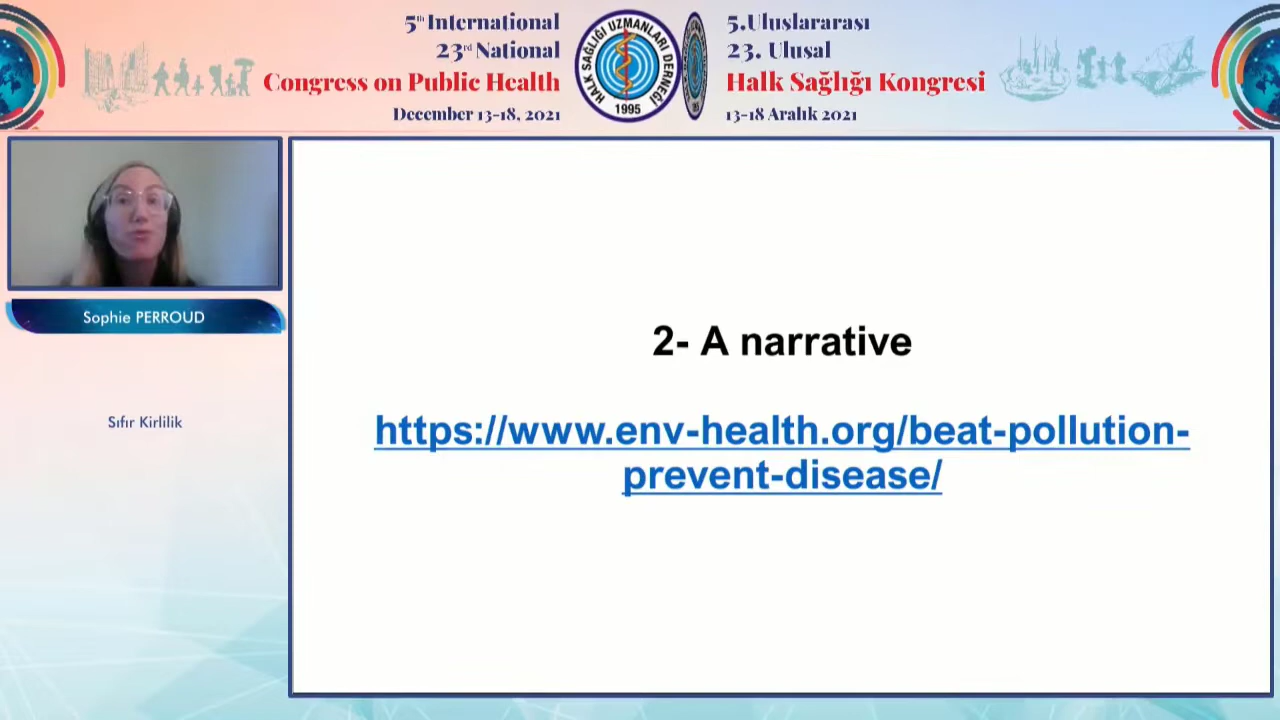 5th International
23rd National
Congress on Public Health
December 13-18, 2021
HALK SAĞLIĞI UZMANLARI DERNEĞİ
1995
5.Uluslararası
23. Ulusal
Halk Sağlığı Kongresi
13-18 Aralık 2021
Sophie PERROUD
Sıfır Kirlilik
2- A narrative
https://www.env-health.org/beat-pollution-
prevent-disease/